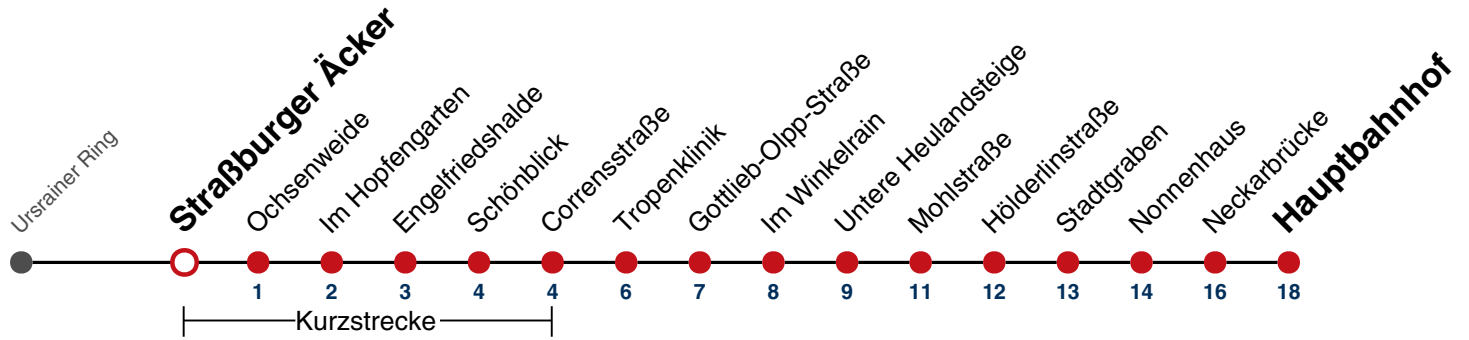 Ursrainer Ring
Straßburger Äcker
Ochsenweide
Im Hopfengarten
Engelfriedshalde
Schönblick
Corrensstraße
Tropenklinik
Gottlieb-Olpp-Straße
Im Winkelrain
Untere Heulandsteige
Mohlstraße
Hölderlinstraße
Stadtgraben
Nonnenhaus
Neckarbrücke
Hauptbahnhof
1 2 3 4 4 6 7 8 9 11 12 13 14 16 18
Kurzstrecke